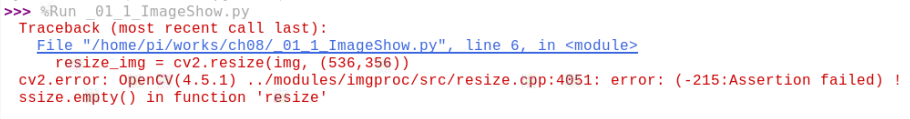 >>> %Run _01_1_ImageShow.py
Traceback (most recent call last):
File "/home/pi/works/ch08/_01_1_ImageShow.py", line 6, in <module>
resize_img = cv2.resize(img, (536,356))
cv2.error: OpenCV(4.5.1) ../modules/imgproc/src/resize.cpp:4051: error: (-215:Assertion failed) !
ssize.empty() in function 'resize'